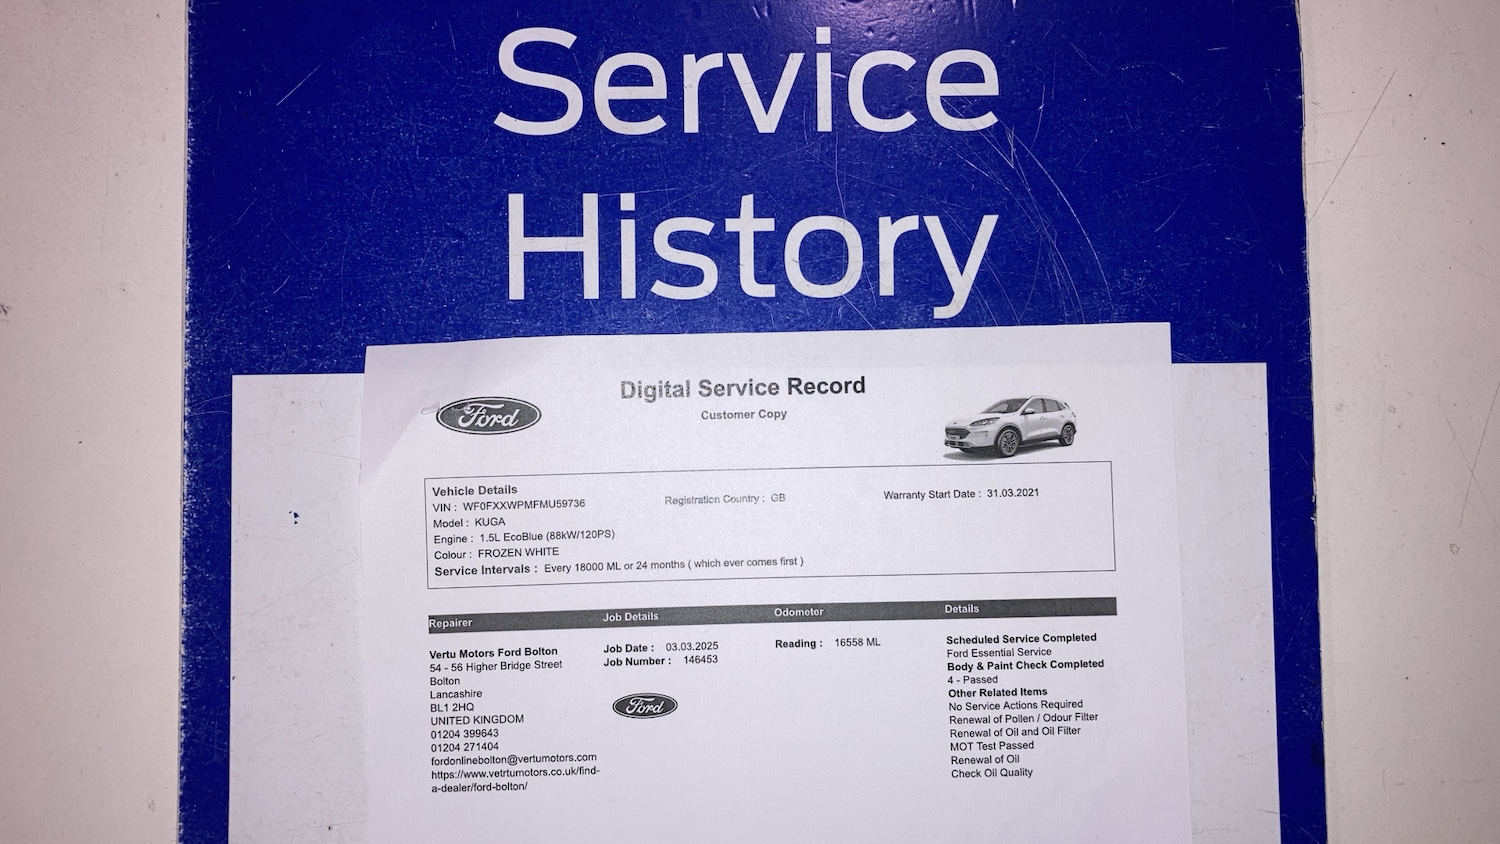 Service
History
Digital Service Record
Customer Copy
Ford
Vehicle Details
VIN : WF0FXXWPMFMU59736
Registration Country : GB
Warranty Start Date : 31.03.2021
Model : KUGA
Engine : 1.5L EcoBlue (88kW/120PS)
Colour : FROZEN WHITE
Service Intervals : Every 18000 ML or 24 months ( which ever comes first )
Repairer Job Details Odometer Details
Vertu Motors Ford Bolton
54 - 56 Higher Bridge Street
Bolton
Lancashire
BL1 2HQ
UNITED KINGDOM
01204 399643
01204 271404
fordonlinebolton@vertumotors.com
https://www.vetrtumotors.co.uk/find-
a-dealer/ford-bolton/
Job Date : 03.03.2025
Job Number : 146453
Ford
Reading : 16558 ML
Scheduled Service Completed
Ford Essential Service
Body & Paint Check Completed
4 - Passed
Other Related Items
No Service Actions Required
Renewal of Pollen / Odour Filter
Renewal of Oil and Oil Filter
MOT Test Passed
Renewal of Oil
Check Oil Quality